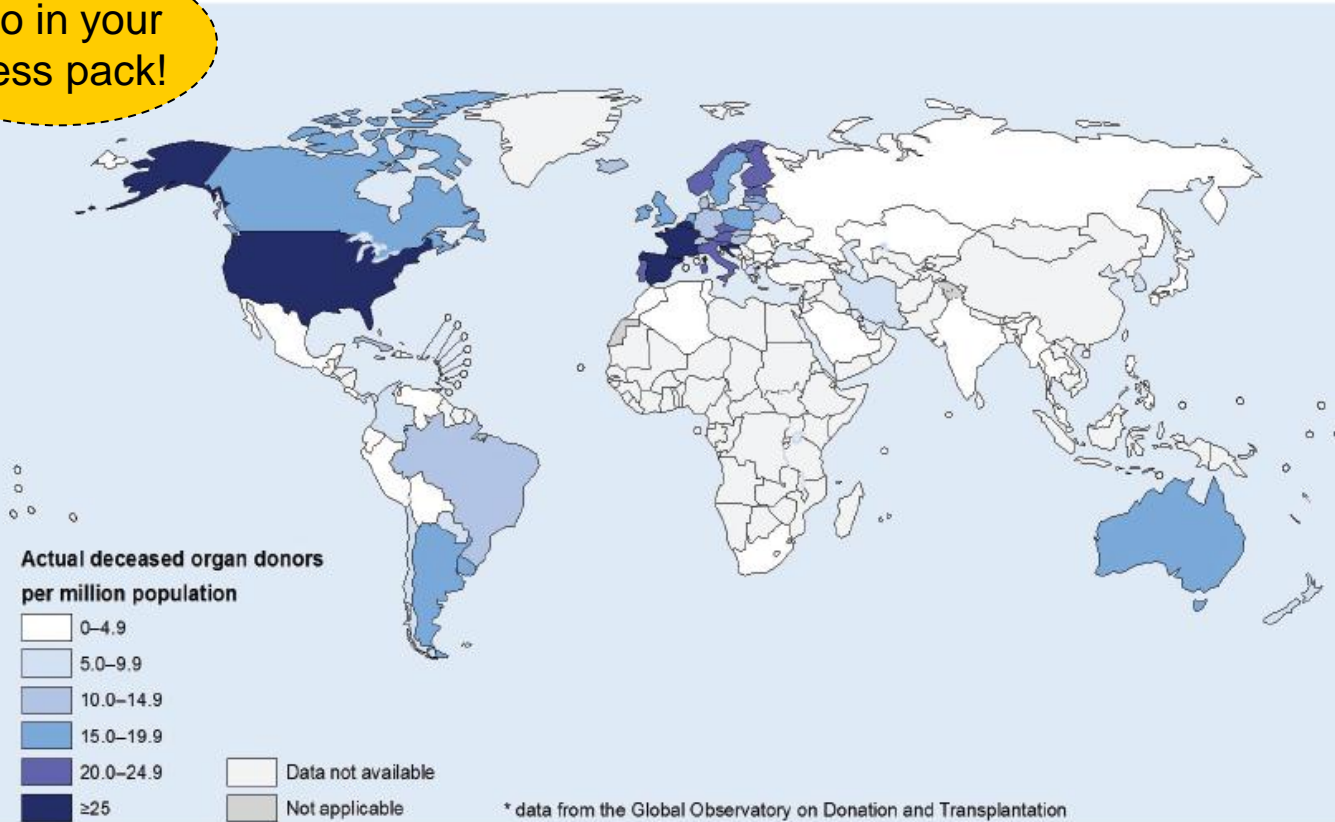 o in your
ess pack!
Actual deceased organ donors
per million population
0–4.9
5.0–9.9
10.0–14.9
15.0–19.9
20.0–24.9
≥25
Data not available
Not applicable
* data from the Global Observatory on Donation and Transplantation